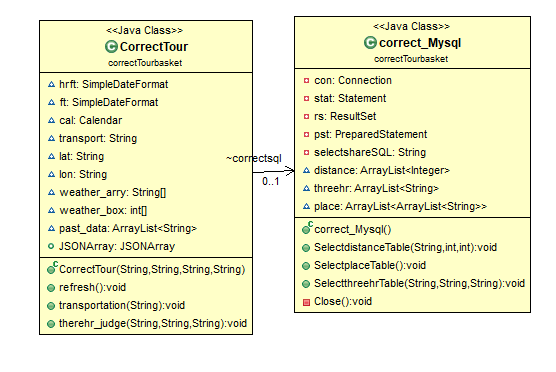 <<Java Class>>
CorrectTour
correctTourbasket
hrft: SimpleDateFormat
ft: SimpleDateFormat
cal: Calendar
transport: String
lat: String
lon: String
weather_arry: String[]
weather_box: int[]
past_data: ArrayList<String>
JSONArray: JSONArray
CorrectTour(String,String,String,String)
refresh():void
transportation(String):void
therehr_judge(String,String,String):void
~correctsql
0..1
<<Java Class>>
correct_Mysql
correctTourbasket
con: Connection
stat: Statement
rs: ResultSet
pst: PreparedStatement
selectshareSQL: String
distance: ArrayList<Integer>
threehr: ArrayList<String>
place: ArrayList<ArrayList<String>>
correct_Mysql()
SelectdistanceTable(String,int,int):void
SelectplaceTable():void
SelectthreehrTable(String,String,String):void
Close():void